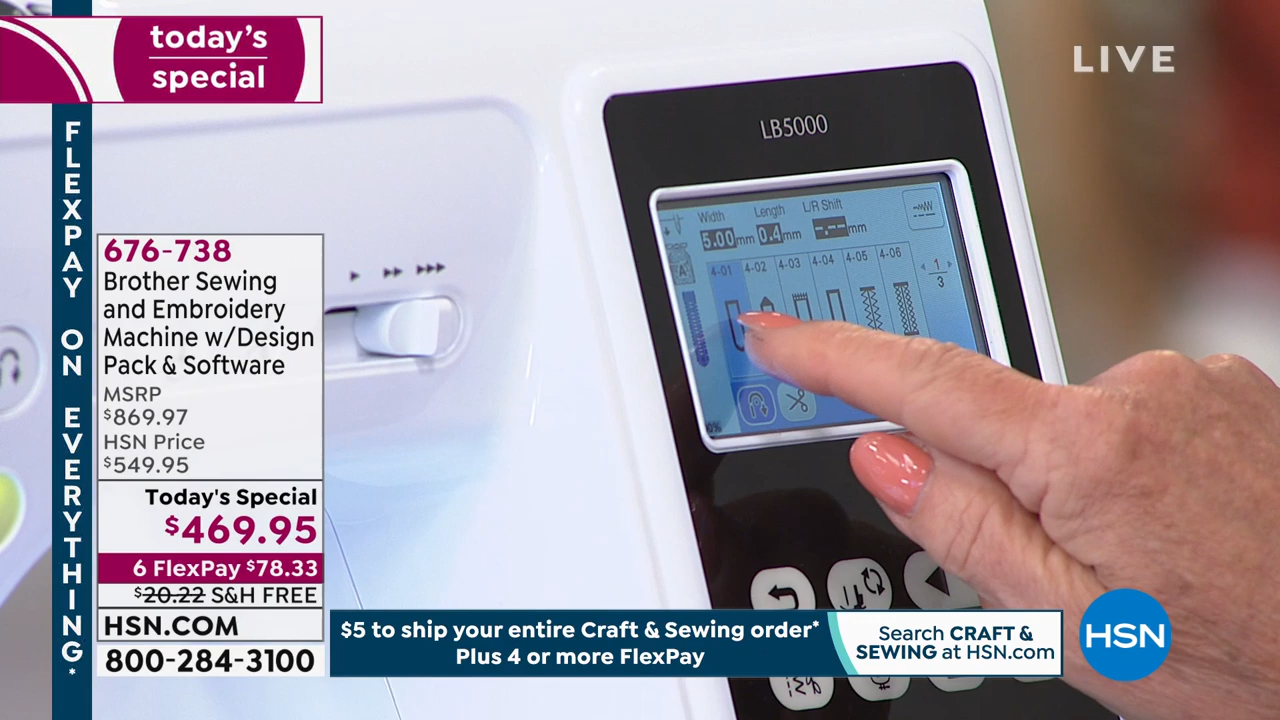 today's
special
LIVE
FLEXPAY ON EVERYTHING*
676-738
Brother Sewing
and Embroidery
Machine w/Design
Pack & Software
MSRP
$869.97
HSN Price
$549.95
Today's Special
$469.95
6 FlexPay $78.33
$20.22 S&H FREE
HSN.COM
800-284-3100
LB5000
Width Length L/R Shift
5.00mm 0.4mm -.--mm
4-01 4-02 4-03 4-04 4-05 4-06
1
3
A
$5 to ship your entire Craft & Sewing order*
Plus 4 or more FlexPay
Search CRAFT &
SEWING at HSN.com
HSN